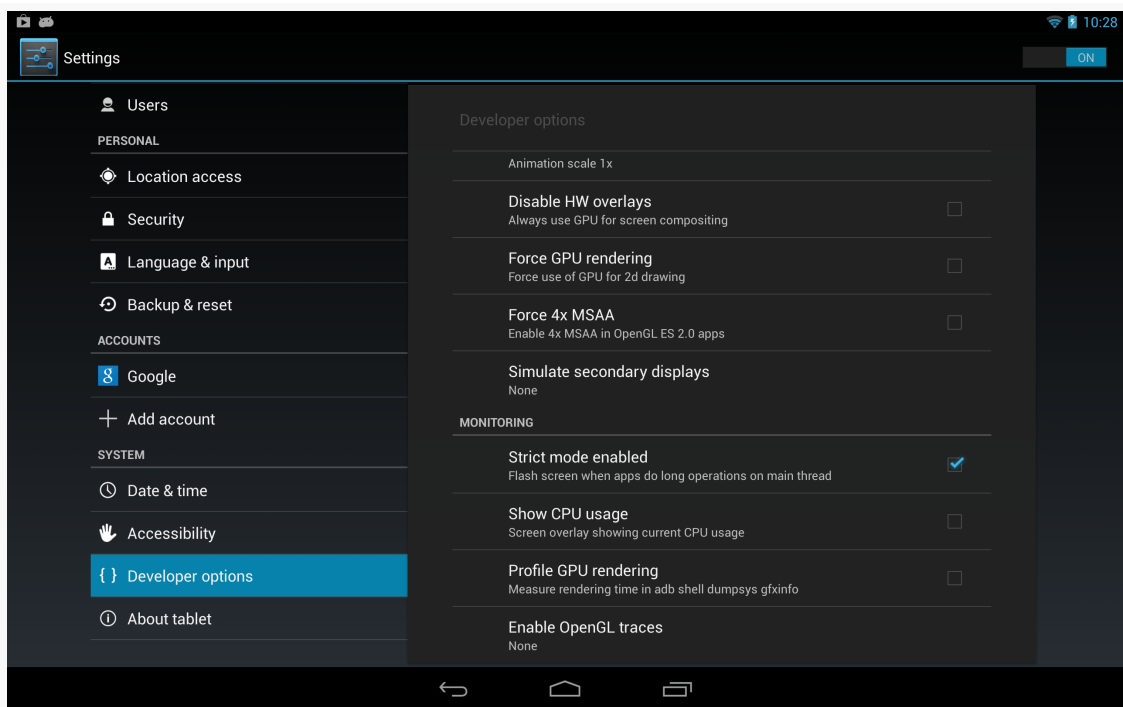 10:28
Settings
ON
Users
PERSONAL
Location access
Security
Language & input
Backup & reset
ACCOUNTS
Google
Add account
SYSTEM
Date & time
Accessibility
{ } Developer options
About tablet
Developer options
Animation scale 1x
Disable HW overlays
Always use GPU for screen compositing
Force GPU rendering
Force use of GPU for 2d drawing
Force 4x MSAA
Enable 4x MSAA in OpenGL ES 2.0 apps
Simulate secondary displays
None
MONITORING
Strict mode enabled
Flash screen when apps do long operations on main thread
Show CPU usage
Screen overlay showing current CPU usage
Profile GPU rendering
Measure rendering time in adb shell dumpsys gfxinfo
Enable OpenGL traces
None